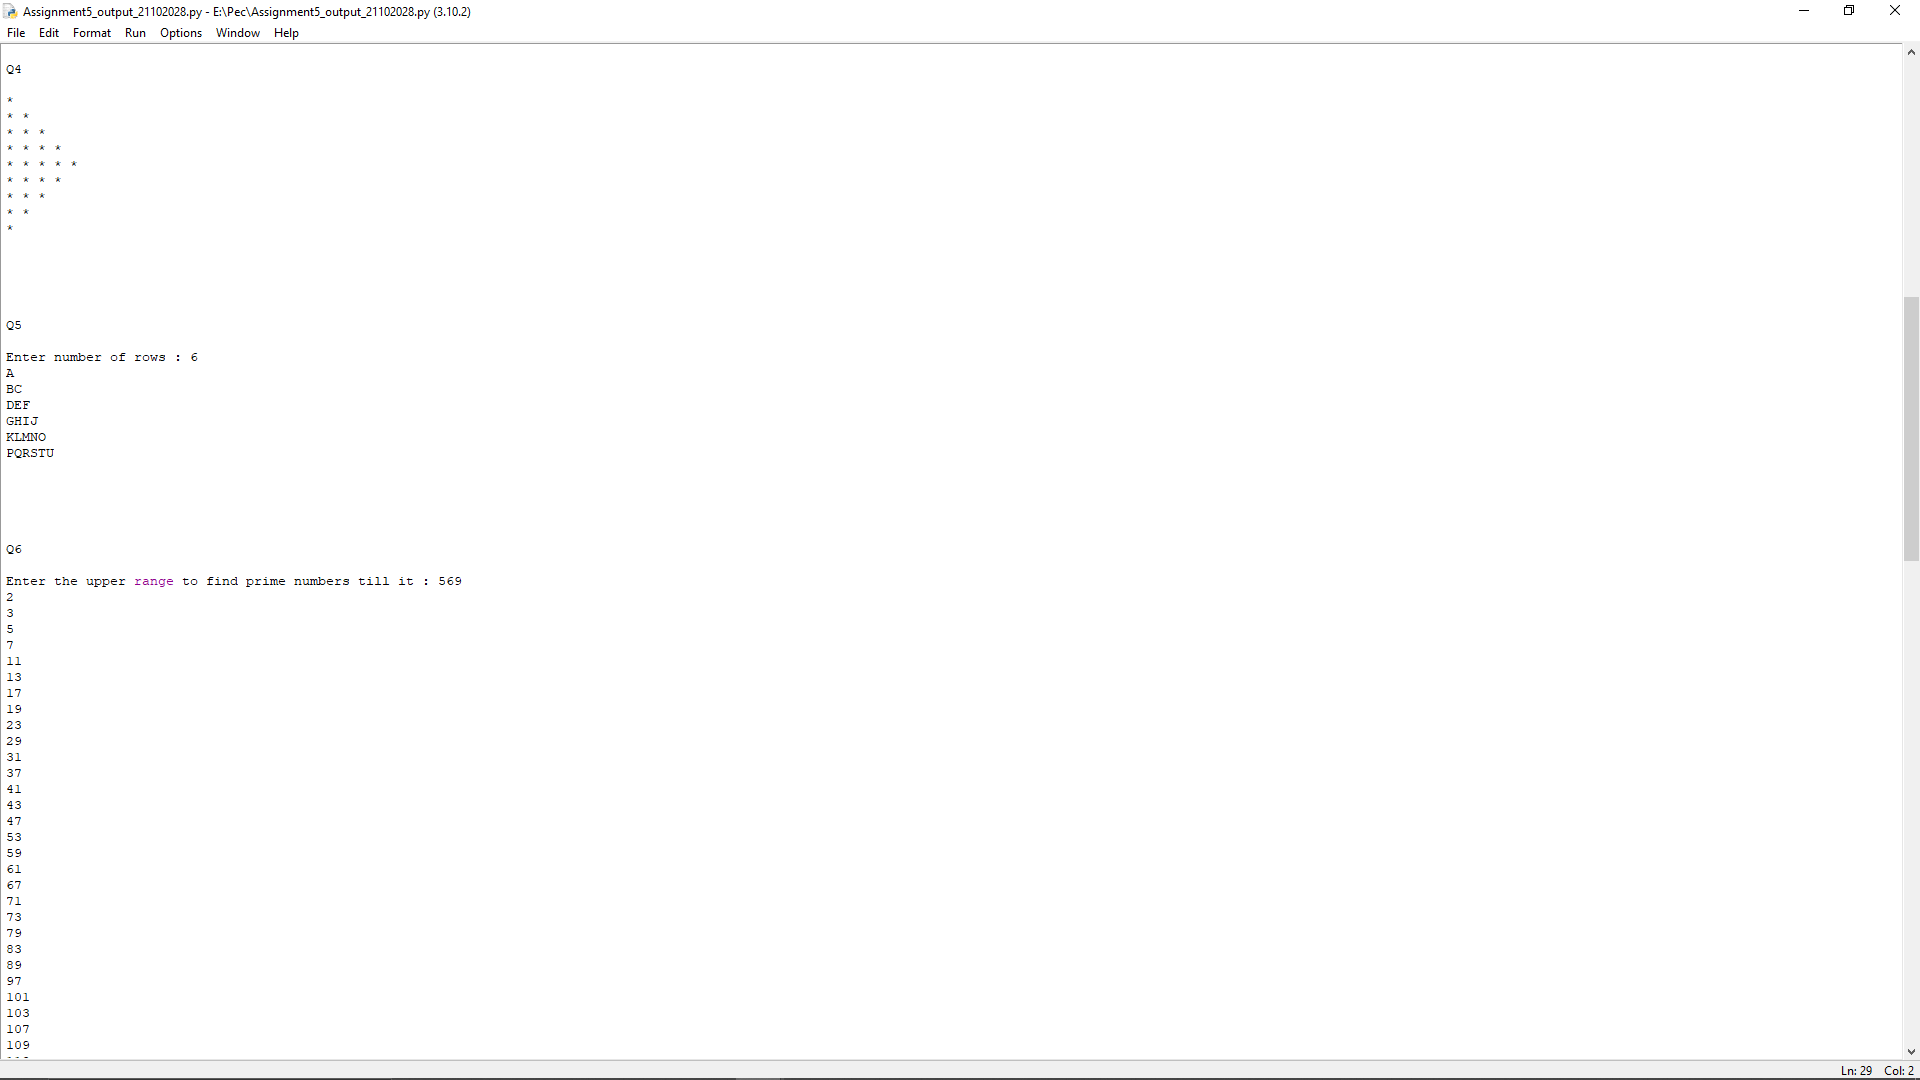 Assignment5_output_21102028.py - E:\Pec\Assignment5_output_21102028.py (3.10.2)
File Edit Format Run Options Window Help
Q4
*
* *
* * *
* * * *
* * * * *
* * * *
* * *
* *
*
Q5
Enter number of rows : 6
A
BC
DEF
GHIJ
KLMNO
PQRSTU
Q6
Enter the upper range to find prime numbers till it : 569
2
3
5
7
11
13
17
19
23
29
31
37
41
43
47
53
59
61
67
71
73
79
83
89
97
101
103
107
109
Ln: 29 Col: 2